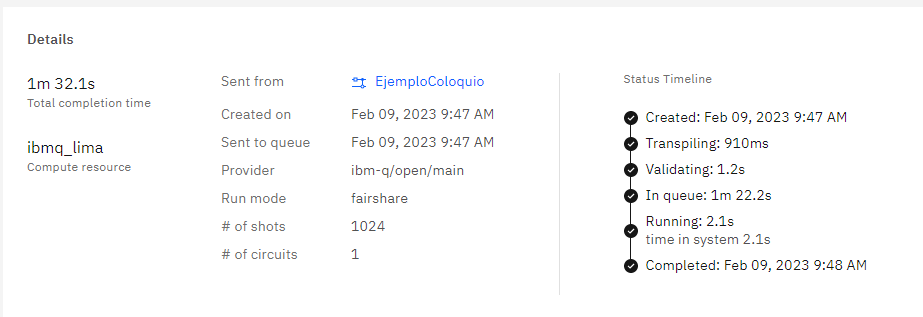 Details
1m 32.1s
Total completion time
ibmq_lima
Compute resource
Sent from EjemploColoquio
Created on Feb 09, 2023 9:47 AM
Sent to queue Feb 09, 2023 9:47 AM
Provider ibm-q/open/main
Run mode fairshare
# of shots 1024
# of circuits 1
Status Timeline
Created: Feb 09, 2023 9:47 AM
Transpiling: 910ms
Validating: 1.2s
In queue: 1m 22.2s
Running: 2.1s
time in system 2.1s
Completed: Feb 09, 2023 9:48 AM